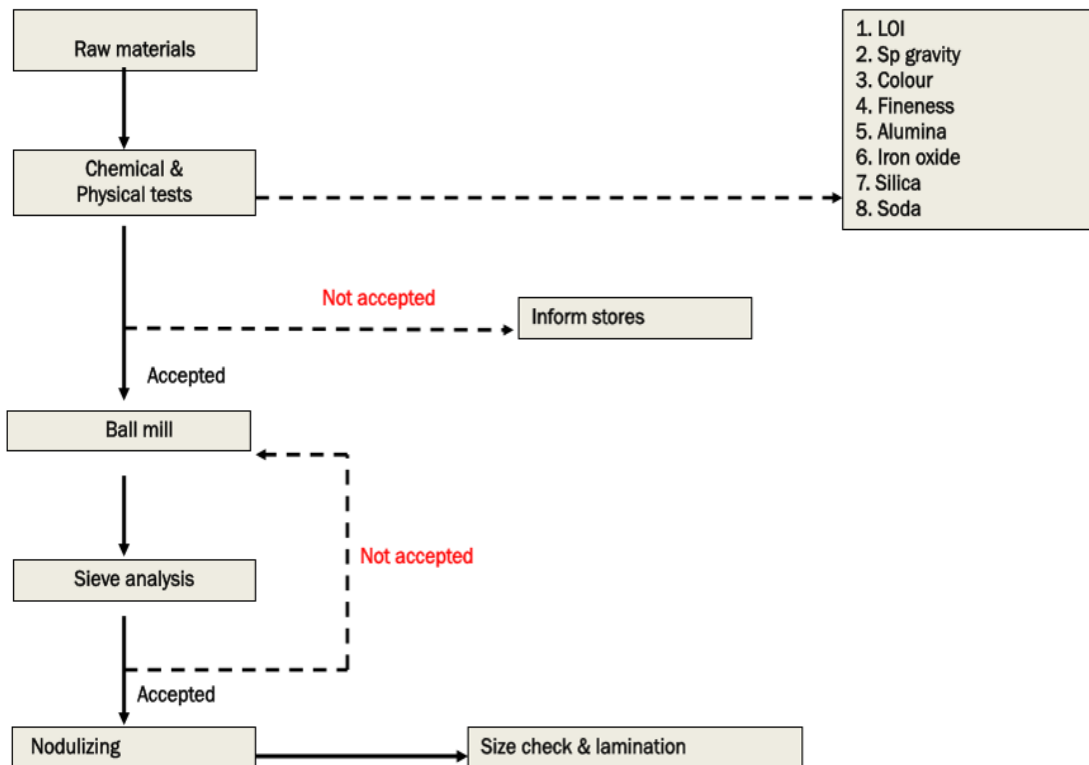 Raw materials
1. LOI
2. Sp gravity
3. Colour
4. Fineness
5. Alumina
6. Iron oxide
7. Silica
8. Soda
Chemical &
Physical tests
Not accepted
Inform stores
Accepted
Ball mill
Not accepted
Sieve analysis
Accepted
Nodulizing
Size check & lamination